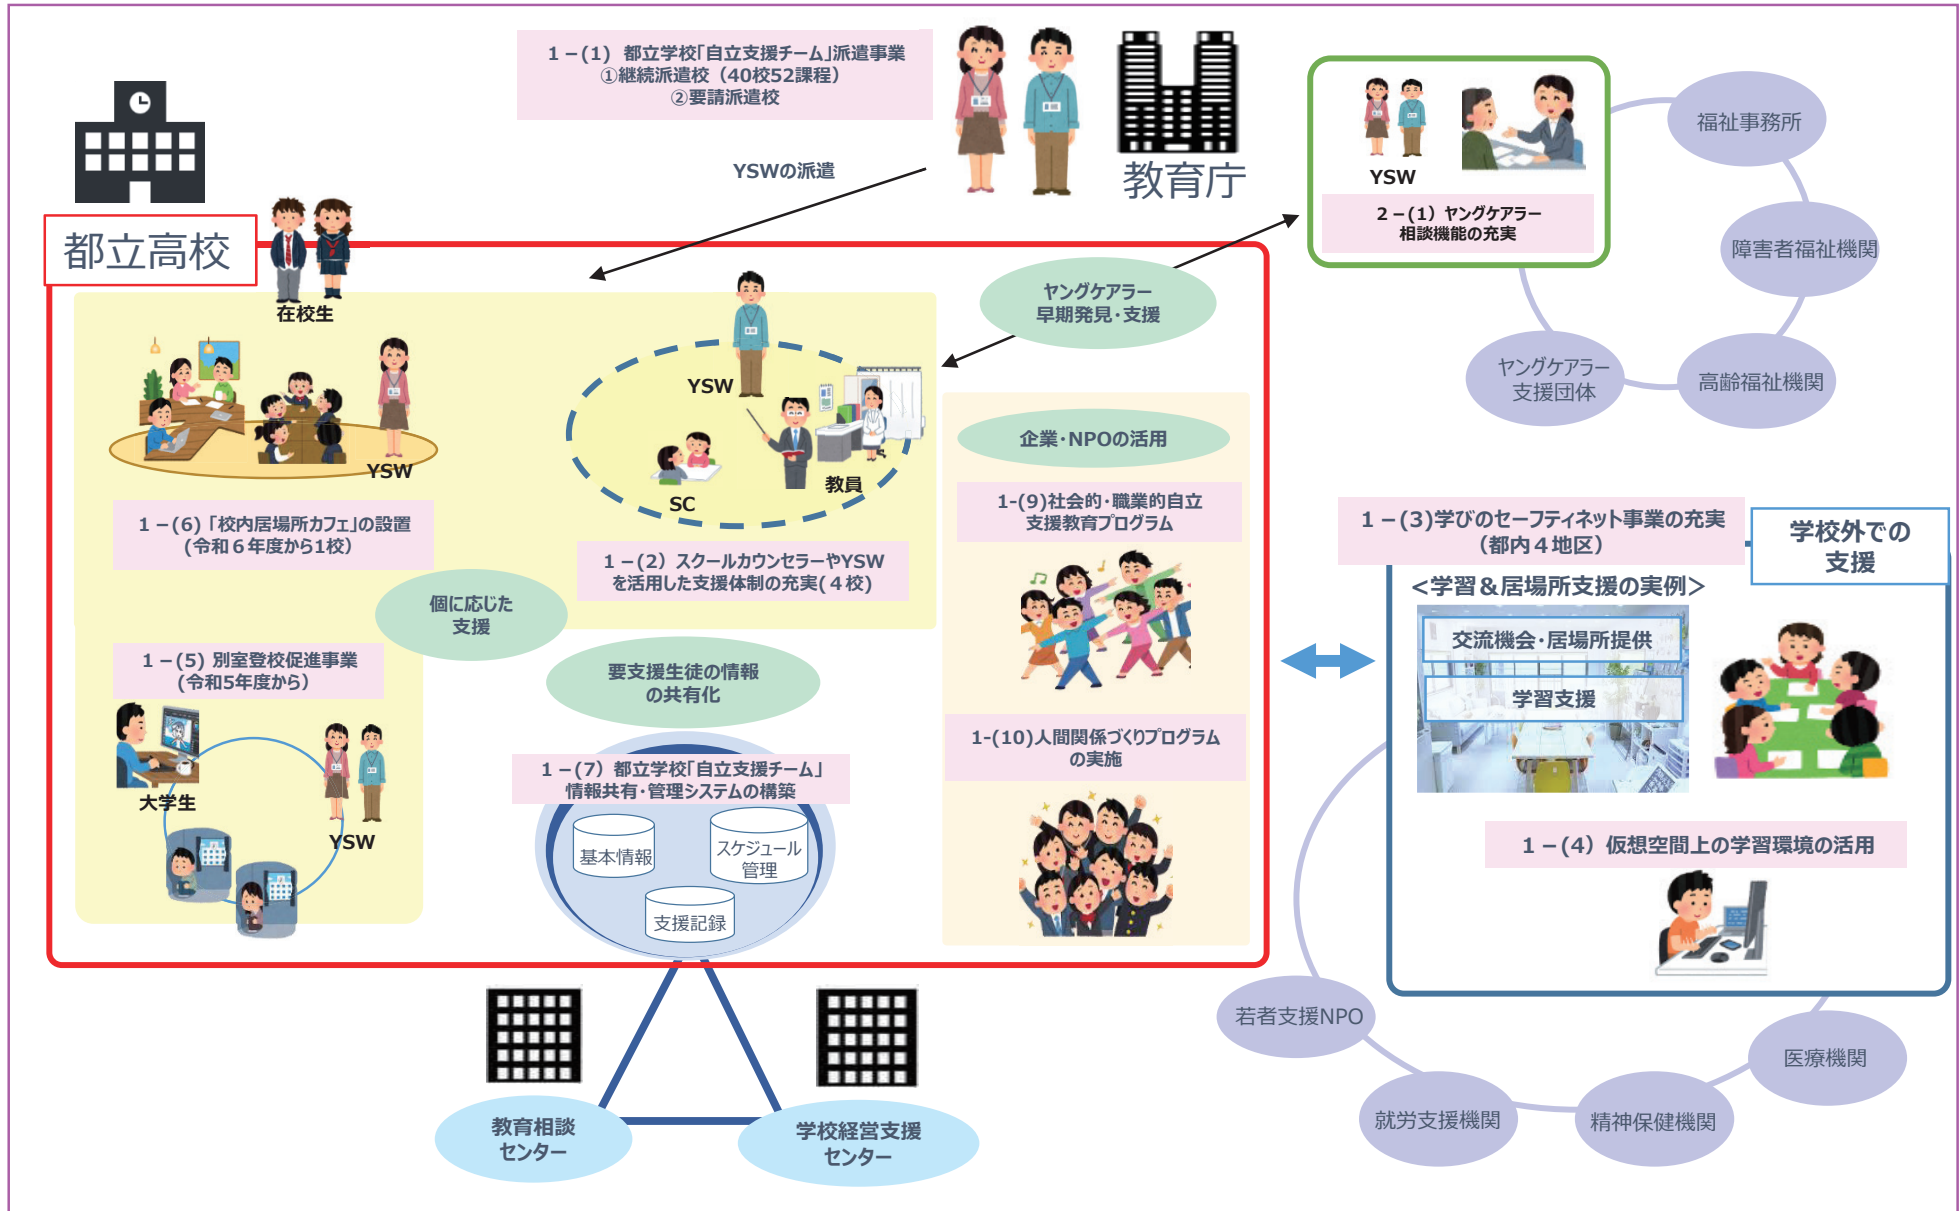 1－(1) 都立学校｢自立支援チーム｣派遣事業
①継続派遣校（40校52課程）
②要請派遣校
教育庁
YSWの派遣
YSW
2－(1) ヤングケアラー
相談機能の充実
福祉事務所
障害者福祉機関
高齢福祉機関
ヤングケアラー
支援団体
都立高校
在校生
YSW
1－(6) ｢校内居場所カフェ｣の設置
(令和６年度から1校)
YSW
SC
教員
1－(2) スクールカウンセラーやYSW
を活用した支援体制の充実(４校)
ヤングケアラー
早期発見・支援
個に応じた
支援
1－(5) 別室登校促進事業
(令和5年度から)
大学生
YSW
要支援生徒の情報
の共有化
1－(7) 都立学校｢自立支援チーム｣
情報共有・管理システムの構築
基本情報
スケジュール
管理
支援記録
企業・NPOの活用
1-(9)社会的・職業的自立
支援教育プログラム
1-(10)人間関係づくりプログラム
の実施
教育相談
センター
学校経営支援
センター
1－(3)学びのセーフティネット事業の充実
（都内４地区）
学校外での
支援
＜学習＆居場所支援の実例＞
交流機会・居場所提供
学習支援
1－(4) 仮想空間上の学習環境の活用
若者支援NPO
就労支援機関
精神保健機関
医療機関